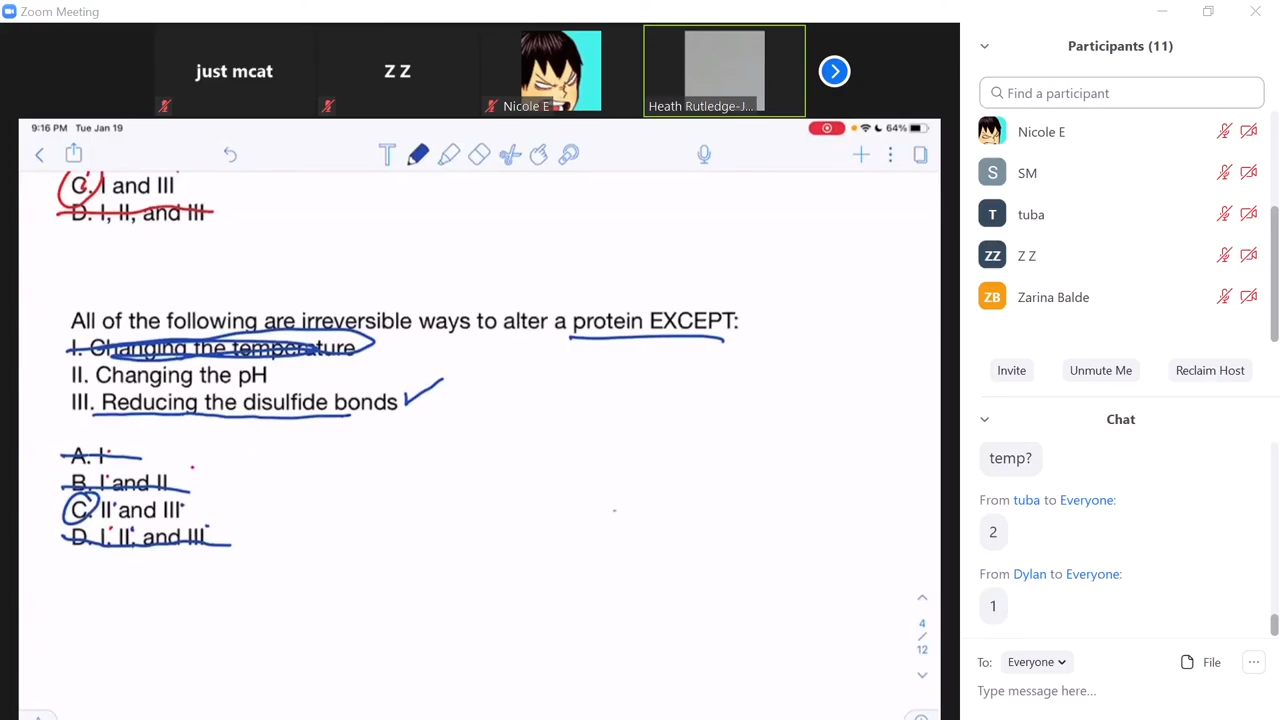 Zoom Meeting
just mcat
Z Z
Nicole E
Heath Rutledge-J...
9:16 PM Tue Jan 19
64%
T
C. I and III
D. I, II, and III
All of the following are irreversible ways to alter a protein EXCEPT:
I. Changing the temperature
II. Changing the pH
III. Reducing the disulfide bonds
A. I
B. I and II
C. II and III
D. I, II, and III
4
/
12
Participants (11)
Find a participant
Nicole E
S SM
T tuba
ZZ Z Z
ZB Zarina Balde
Invite Unmute Me Reclaim Host
Chat
temp?
From tuba to Everyone:
2
From Dylan to Everyone:
1
To: Everyone File ...
Type message here...